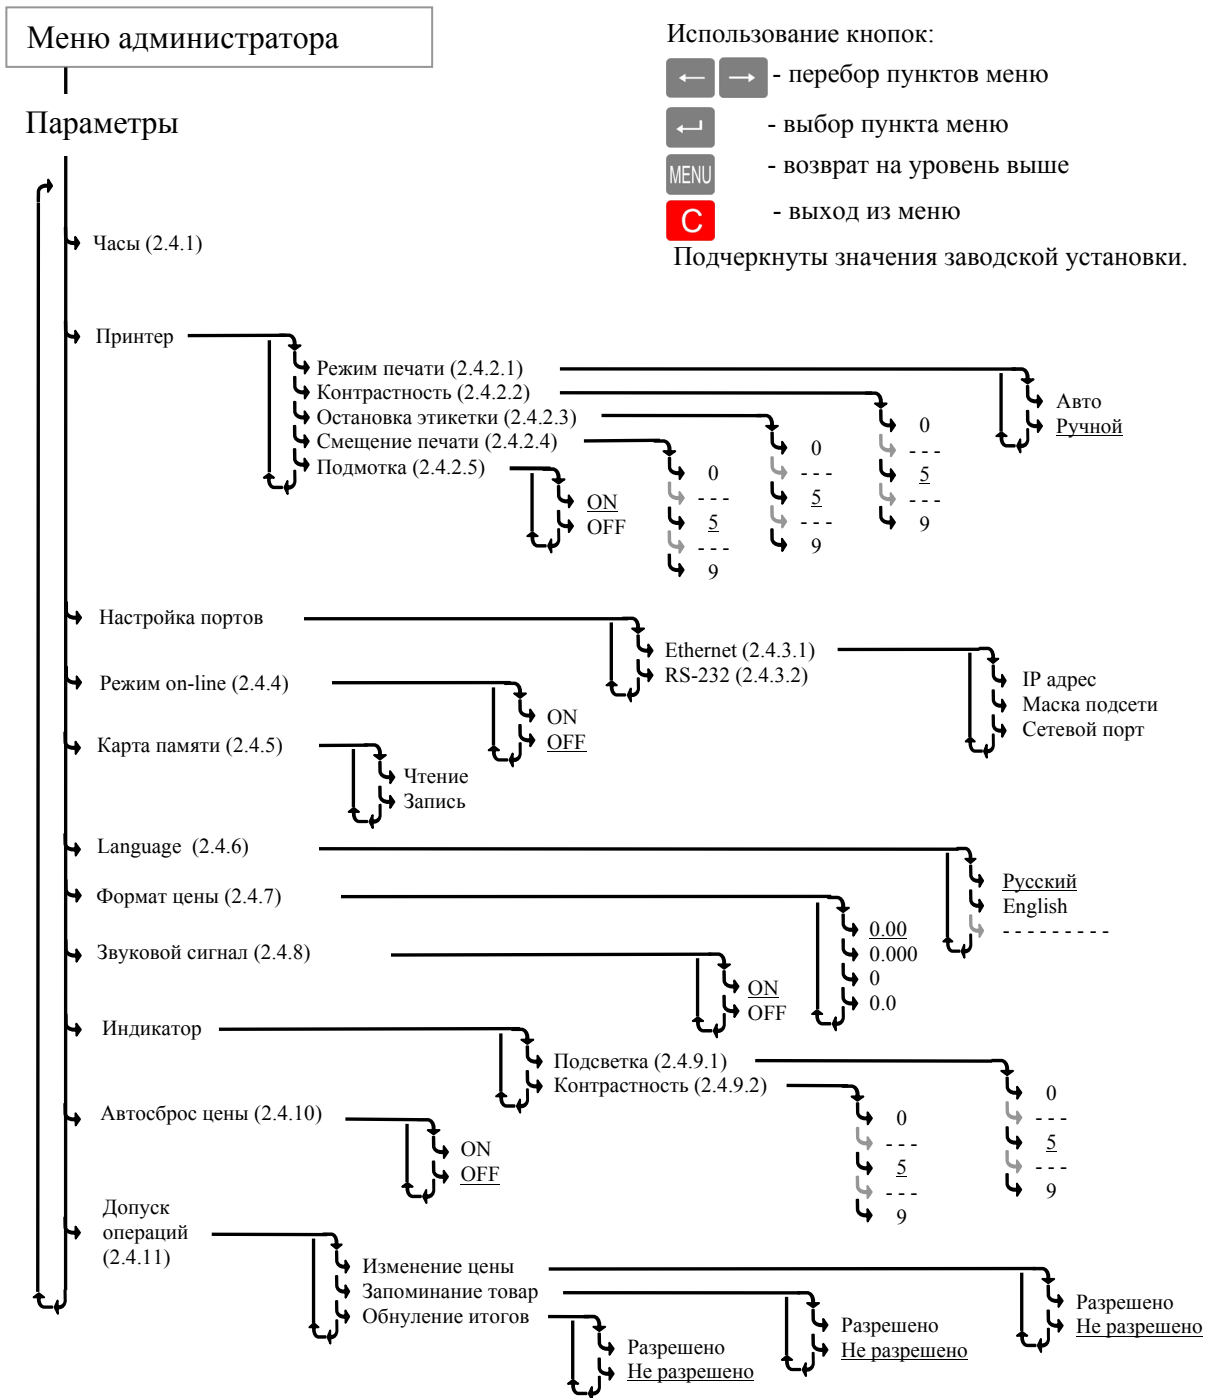 Меню администратора
Использование кнопок:
- перебор пунктов меню
Параметры
- выбор пункта меню
MENU - возврат на уровень выше
C - выход из меню
Подчеркнуты значения заводской установки.
Часы (2.4.1)
Принтер
Режим печати (2.4.2.1)
Контрастность (2.4.2.2)
Остановка этикетки (2.4.2.3)
Смещение печати (2.4.2.4)
Подмотка (2.4.2.5)
Авто
Ручной
0
- - -
5
- - -
9
0
- - -
5
- - -
9
0
- - -
5
- - -
9
ON
OFF
Настройка портов
Ethernet (2.4.3.1)
RS-232 (2.4.3.2)
IP адрес
Маска подсети
Сетевой порт
Режим on-line (2.4.4)
ON
OFF
Карта памяти (2.4.5)
Чтение
Запись
Language (2.4.6)
Русский
English
- - - - - - - - -
Формат цены (2.4.7)
0.00
0.000
0
0.0
Звуковой сигнал (2.4.8)
ON
OFF
Индикатор
Подсветка (2.4.9.1)
Контрастность (2.4.9.2)
0
- - -
5
- - -
9
0
- - -
5
- - -
9
Автосброс цены (2.4.10)
ON
OFF
Допуск
операций
(2.4.11)
Изменение цены
Запоминание товар
Обнуление итогов
Разрешено
Не разрешено
Разрешено
Не разрешено
Разрешено
Не разрешено